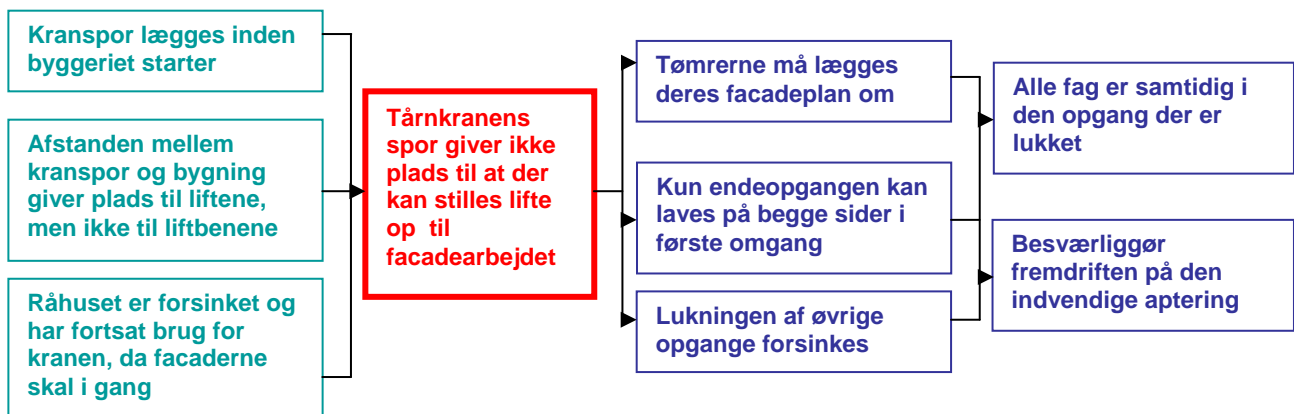 Kranspor lægges inden
byggeriet starter
Afstanden mellem
kranspor og bygning
giver plads til liftene,
men ikke til liftbenene
Råhuset er forsinket og
har fortsat brug for
kranen, da facaderne
skal i gang
Tårnkranens
spor giver ikke
plads til at der
kan stilles lifte
op til
facadearbejdet
Tømrerne må lægges
deres facadeplan om
Kun endeopgangen kan
laves på begge sider i
første omgang
Lukningen af øvrige
opgange forsinkes
Alle fag er samtidig i
den opgang der er
lukket
Besværliggør
fremdriften på den
indvendige aptering